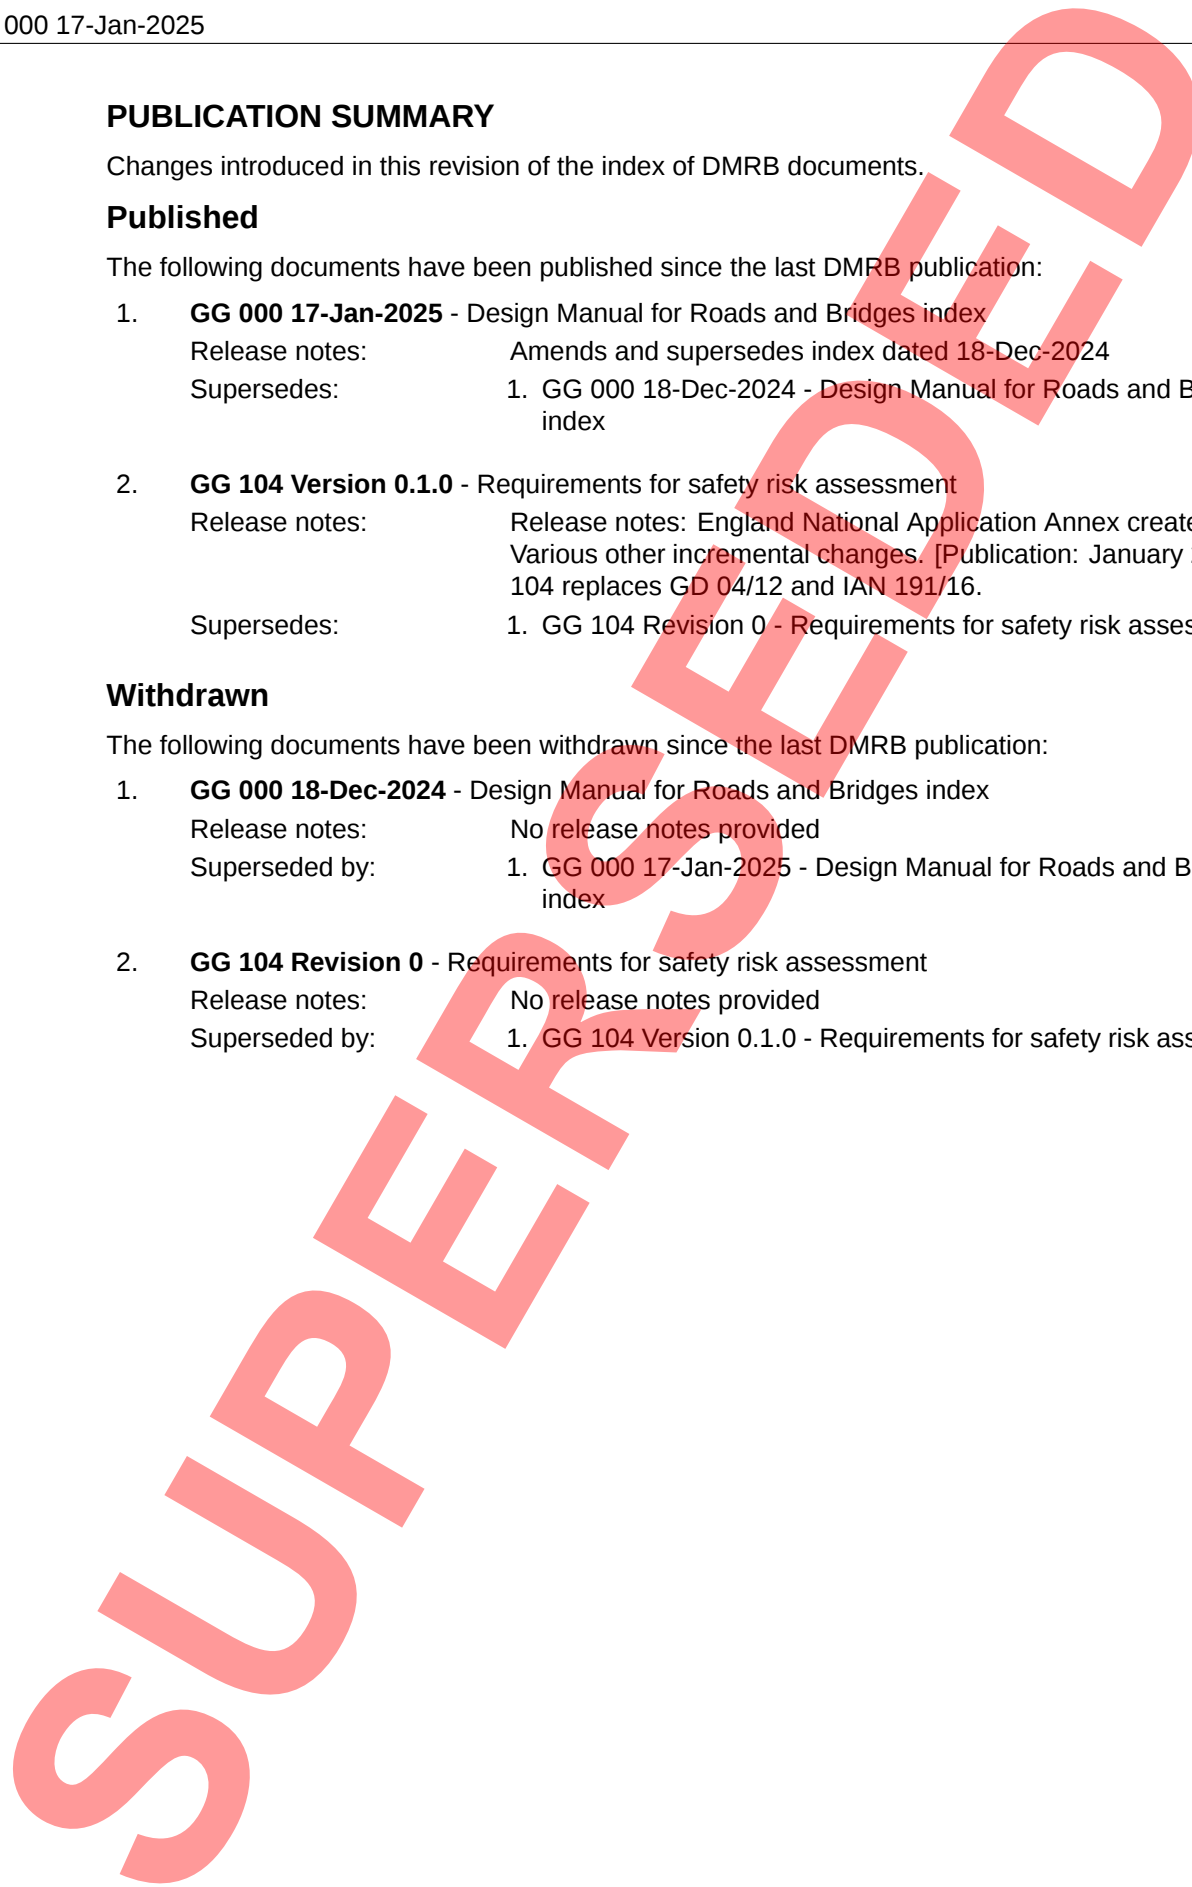 000 17-Jan-2025
PUBLICATION SUMMARY
Changes introduced in this revision of the index of DMRB documents.
Published
The following documents have been published since the last DMRB publication:
1. GG 000 17-Jan-2025 - Design Manual for Roads and Bridges index
Release notes: Amends and supersedes index dated 18-Dec-2024
Supersedes: 1. GG 000 18-Dec-2024 - Design Manual for Roads and B
index
2. GG 104 Version 0.1.0 - Requirements for safety risk assessment
Release notes: Release notes: England National Application Annex create
Various other incremental changes. [Publication: January
104 replaces GD 04/12 and IAN 191/16.
Supersedes: 1. GG 104 Revision 0 - Requirements for safety risk asses
Withdrawn
The following documents have been withdrawn since the last DMRB publication:
1. GG 000 18-Dec-2024 - Design Manual for Roads and Bridges index
Release notes: No release notes provided
Superseded by: 1. GG 000 17-Jan-2025 - Design Manual for Roads and B
index
2. GG 104 Revision 0 - Requirements for safety risk assessment
Release notes: No release notes provided
Superseded by: 1. GG 104 Version 0.1.0 - Requirements for safety risk ass
SUPERSEDED